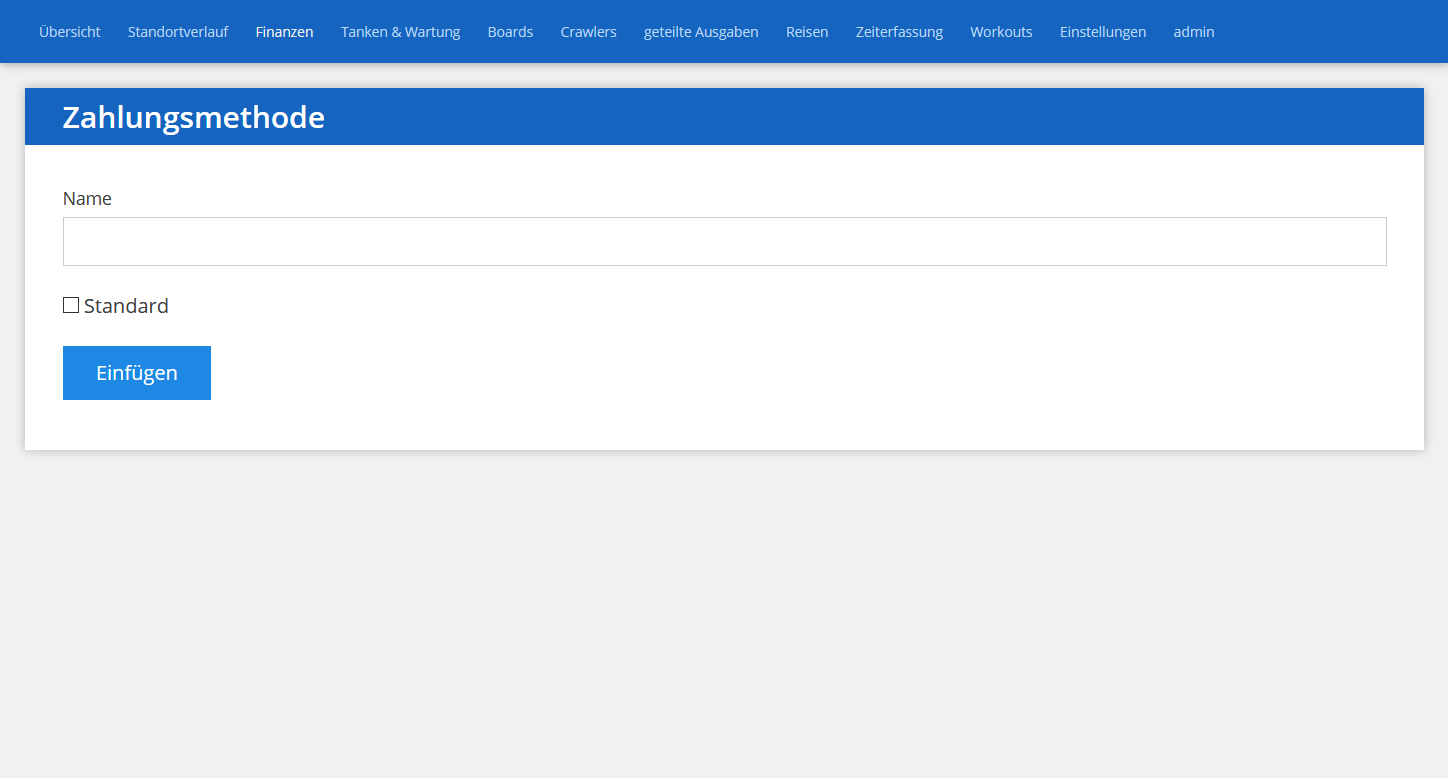 Übersicht Standortverlauf Finanzen Tanken & Wartung Boards Crawlers geteilte Ausgaben Reisen Zeiterfassung Workouts Einstellungen admin
Zahlungsmethode
Name
Standard
Einfügen